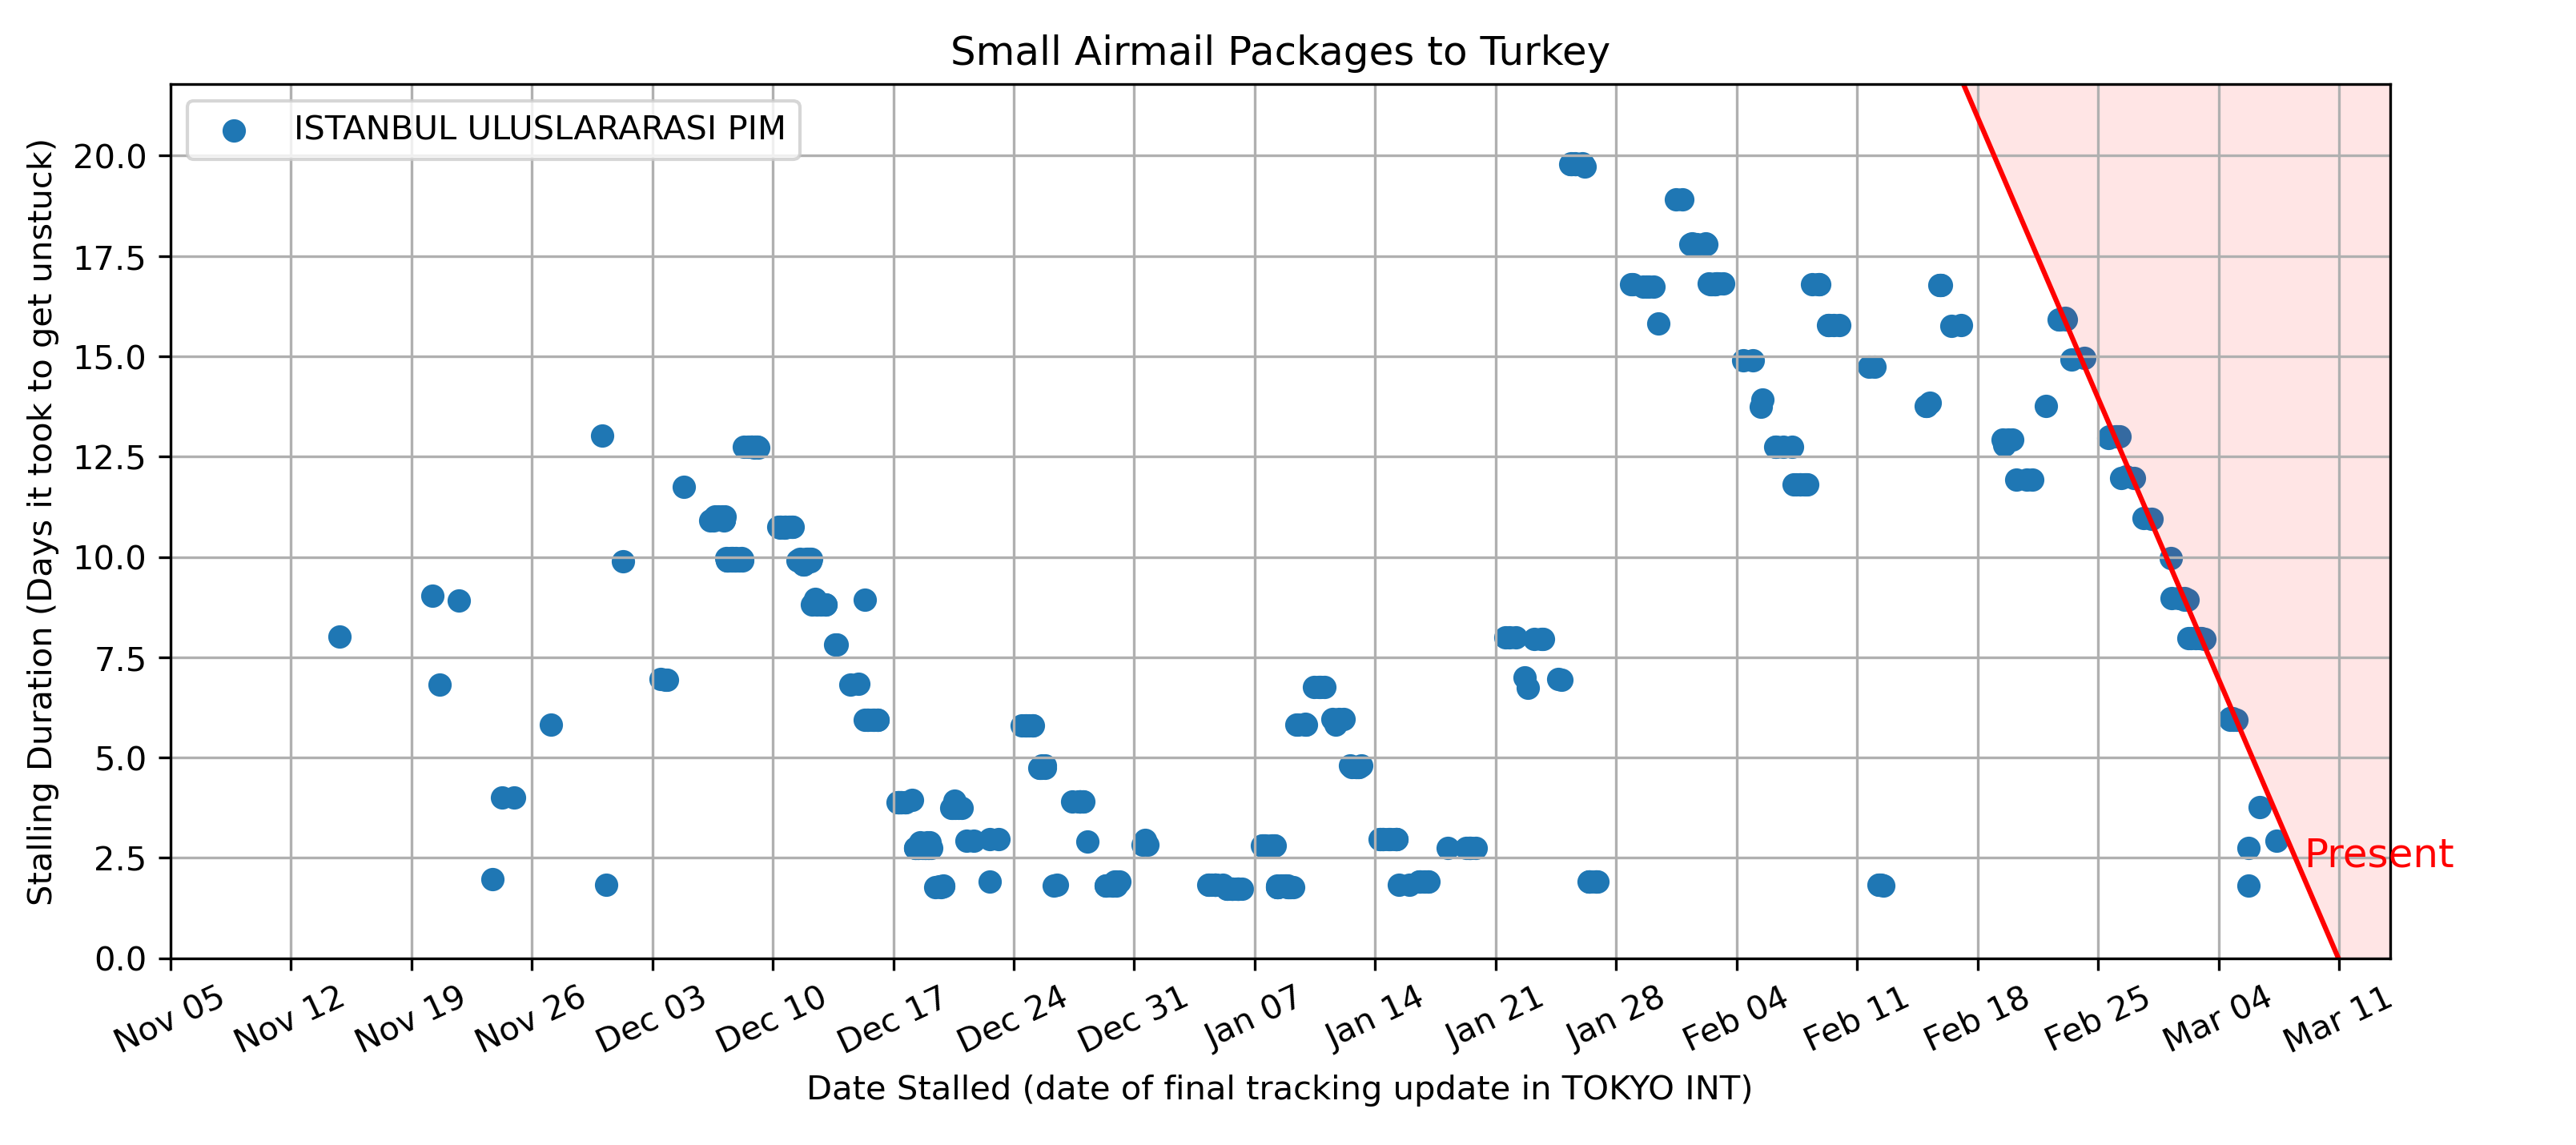 Small Airmail Packages to Turkey
ISTANBUL ULUSLARARASI PIM
Stalling Duration (Days it took to get unstuck)
20.0
17.5
15.0
12.5
10.0
7.5
5.0
2.5
0.0
Present
Nov 05
Nov 12
Nov 19
Nov 26
Dec 03
Dec 10
Dec 17
Dec 24
Dec 31
Jan 07
Jan 14
Jan 21
Jan 28
Feb 04
Feb 11
Feb 18
Feb 25
Mar 04
Mar 11
Date Stalled (date of final tracking update in TOKYO INT)